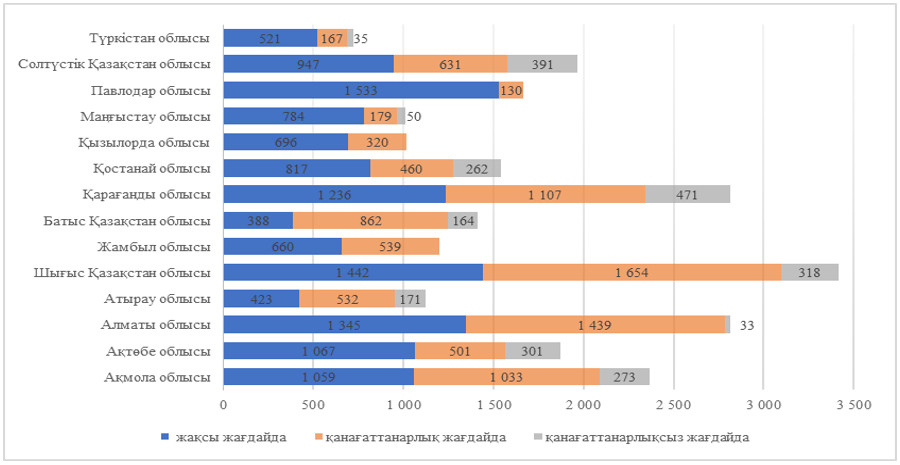 Түркістан облысы 521 167 35
Солтүстік Қазақстан облысы 947 631 391
Павлодар облысы 1 533 130
Маңғыстау облысы 784 179 50
Қызылорда облысы 696 320
Қостанай облысы 817 460 262
Қарағанды облысы 1 236 1 107 471
Батыс Қазақстан облысы 388 862 164
Жамбыл облысы 660 539
Шығыс Қазақстан облысы 1 442 1 654 318
Атырау облысы 423 532 171
Алматы облысы 1 345 1 439 33
Ақтөбе облысы 1 067 501 301
Ақмола облысы 1 059 1 033 273
0 500 1 000 1 500 2 000 2 500 3 000 3 500
жақсы жағдайда қанағаттанарлық жағдайда қанағаттанарлықсыз жағдайда